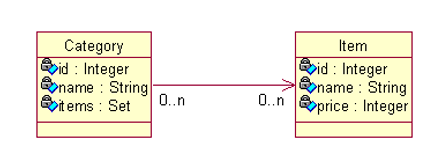 Category
id : Integer
name : String
items : Set
0..n
0..n
Item
id : Integer
name : String
price : Integer